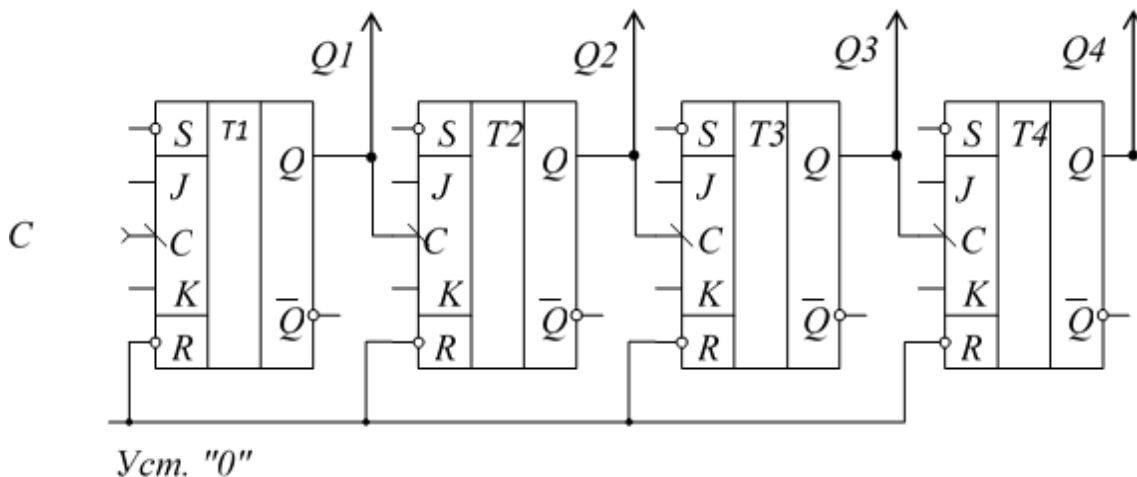 Q1 Q2 Q3 Q4
S T1 Q
J
C
K
R Q̅
S T2 Q
J
C
K
R Q̅
S T3 Q
J
C
K
R Q̅
S T4 Q
J
C
K
R Q̅
C
Уст. "0"